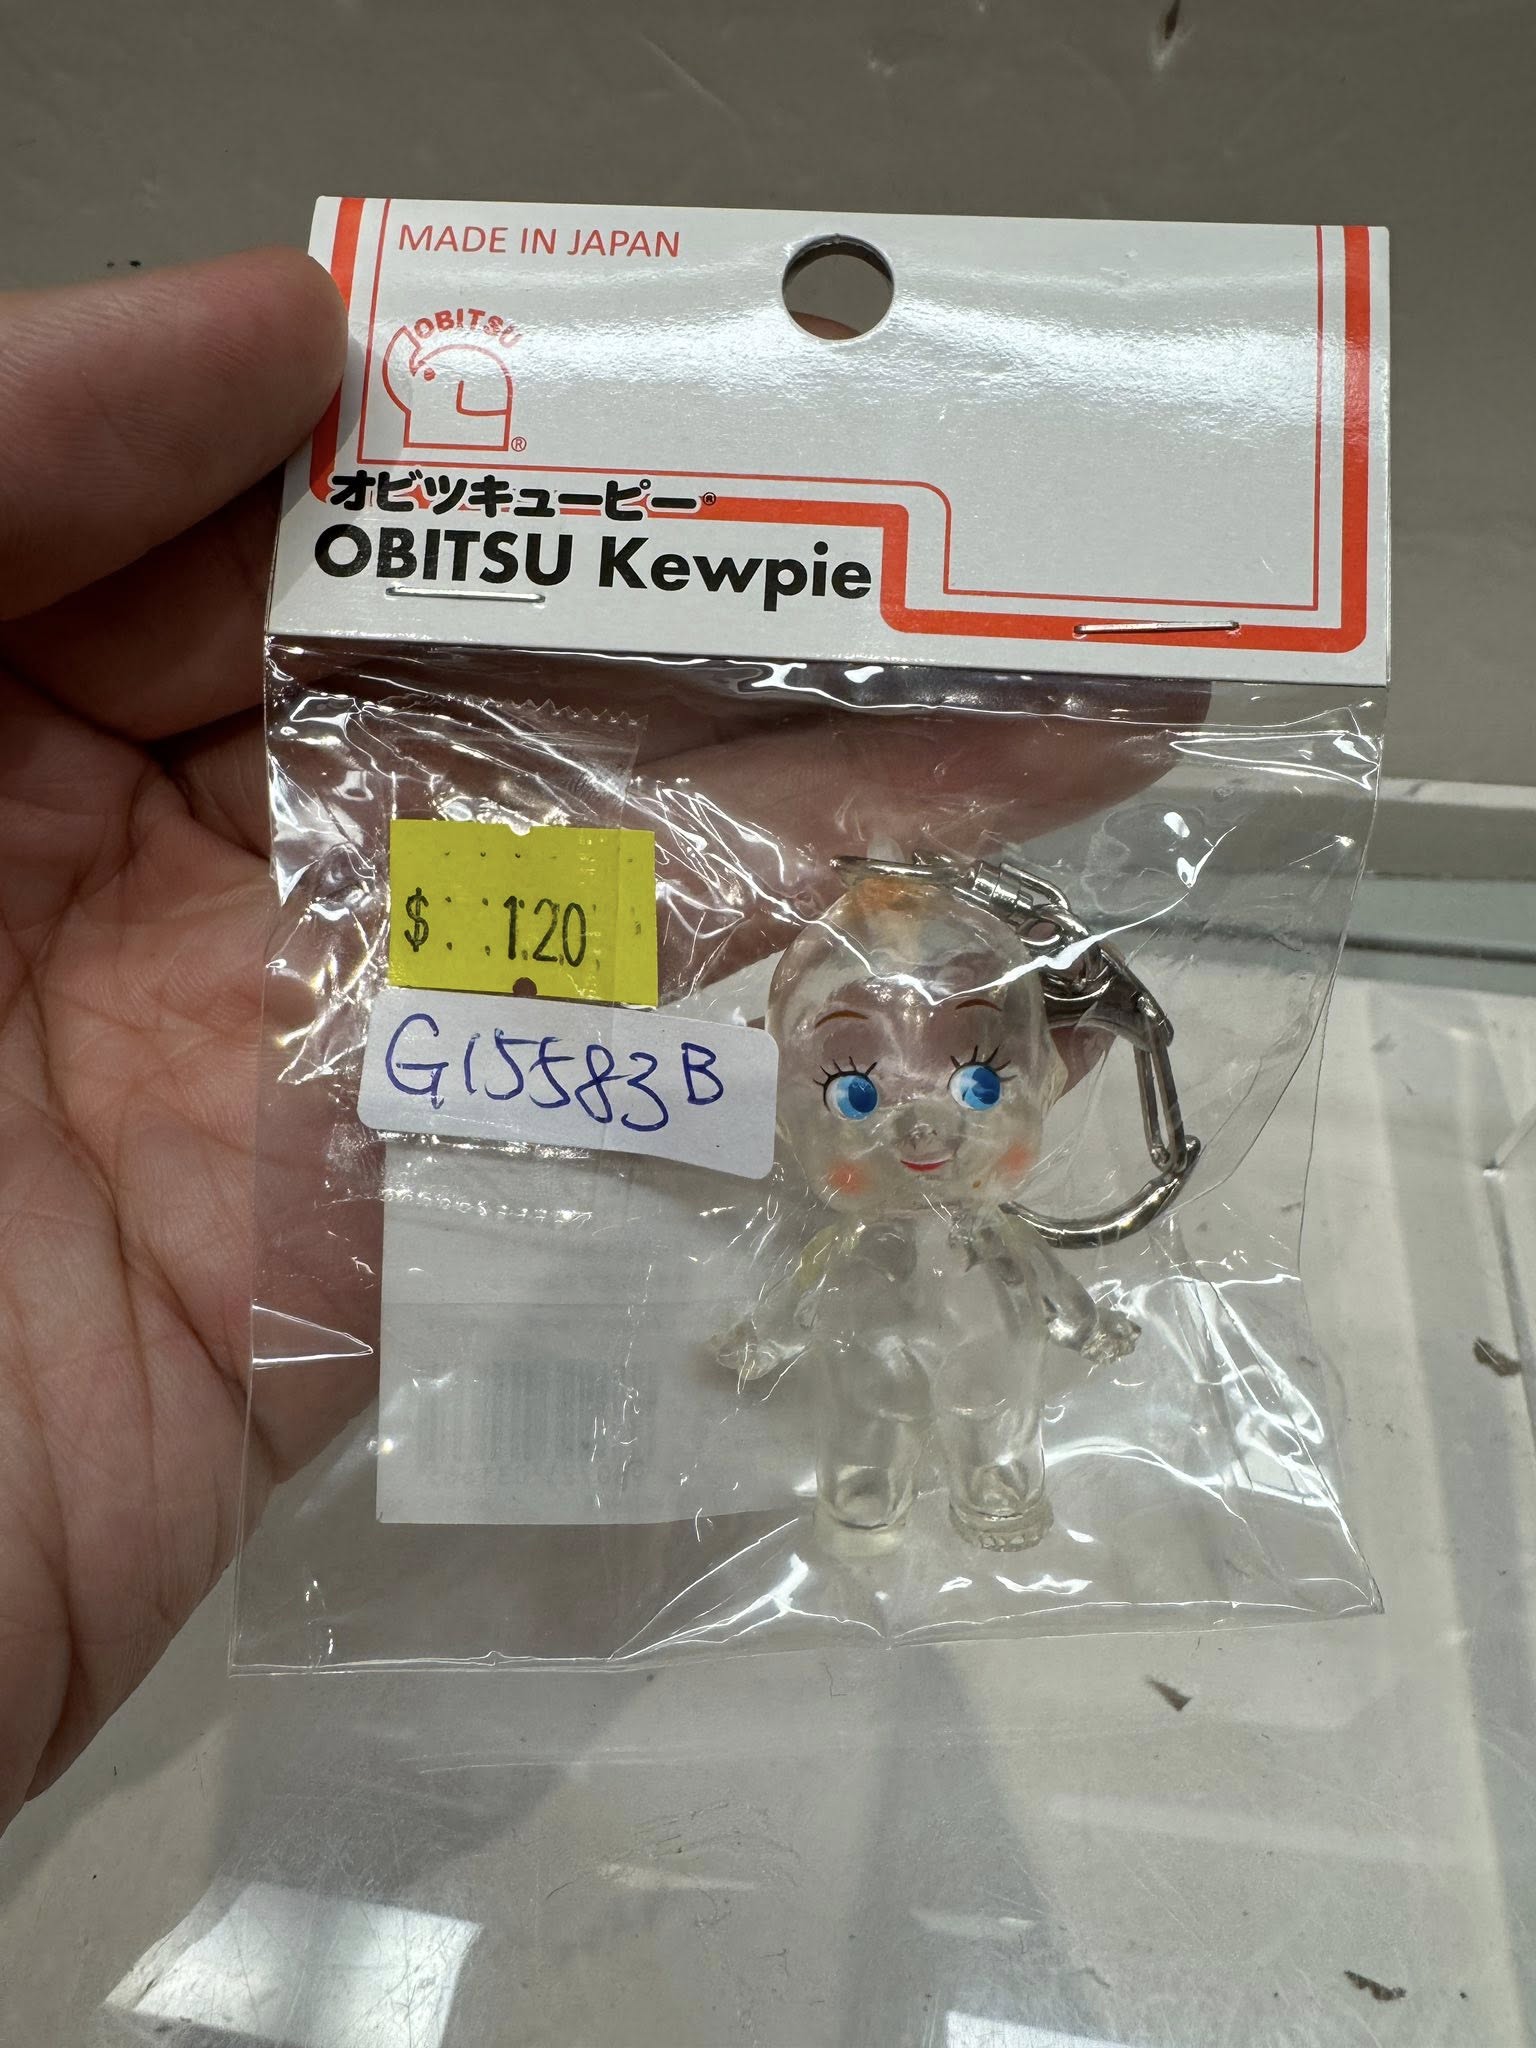 MADE IN JAPAN
OBITSU
®
オビツキューピー®
OBITSU Kewpie
$ 1.20
G15583B